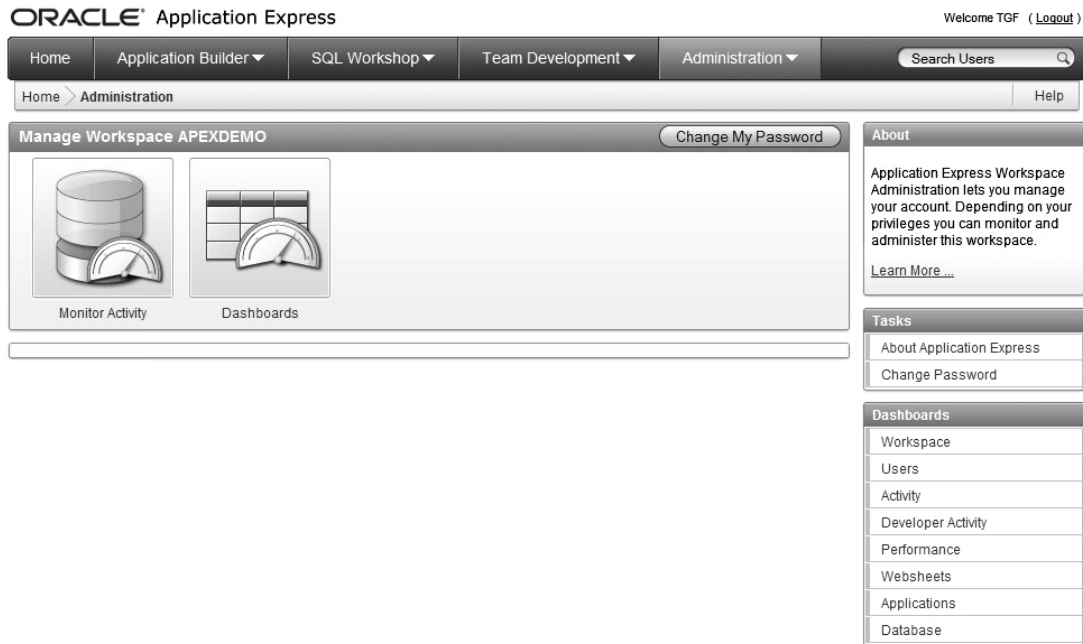 ORACLE Application Express
Welcome TGF ( Logout )
Home
Application Builder
SQL Workshop
Team Development
Administration
Search Users
Home
Administration
Help
Manage Workspace APEXDEMO
Change My Password
Monitor Activity
Dashboards
About
Application Express Workspace
Administration lets you manage
your account. Depending on your
privileges you can monitor and
administer this workspace.
Learn More ...
Tasks
About Application Express
Change Password
Dashboards
Workspace
Users
Activity
Developer Activity
Performance
Websheets
Applications
Database